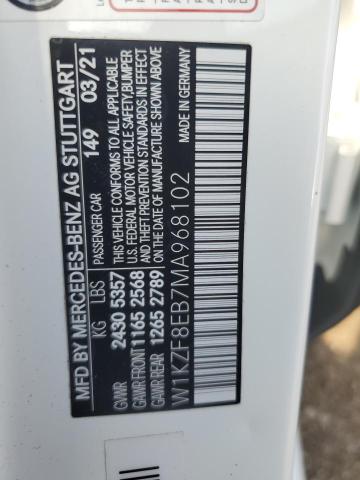 MFD BY MERCEDES-BENZ AG STUTTGART
PASSENGER CAR 149 03/21
KG LBS
GVWR 2430 5357
GVWR FRONT 1165 2568
GVWR REAR 1265 2789
THIS VEHICLE CONFORMS TO ALL APPLICABLE
U.S. FEDERAL MOTOR VEHICLE SAFETY, BUMPER
AND THEFT PREVENTION STANDARDS IN EFFECT
ON THE DATE OF MANUFACTURE SHOWN ABOVE
MADE IN GERMANY
W1KZF8EB7MA968102